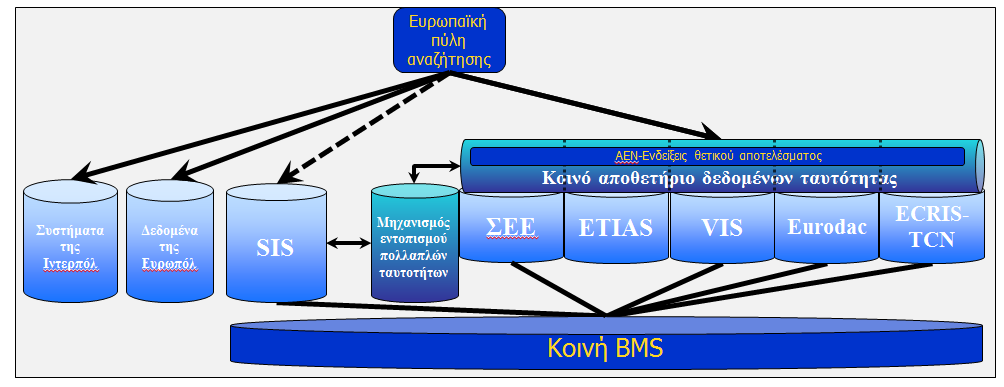 Ευρωπαϊκή
πύλη
αναζήτησης
ΑΕΝ-Ενδείξεις θετικού αποτελέσματος
Κοινό αποθετήριο δεδομένων ταυτότητας
Συστήματα
της
Ιντερπόλ
Δεδομένα
της
Ευρωπόλ
SIS
Μηχανισμός
εντοπισμού
πολλαπλών
ταυτοτήτων
ΣΕΕ
ETIAS
VIS
Eurodac
ECRIS-
TCN
Κοινή BMS